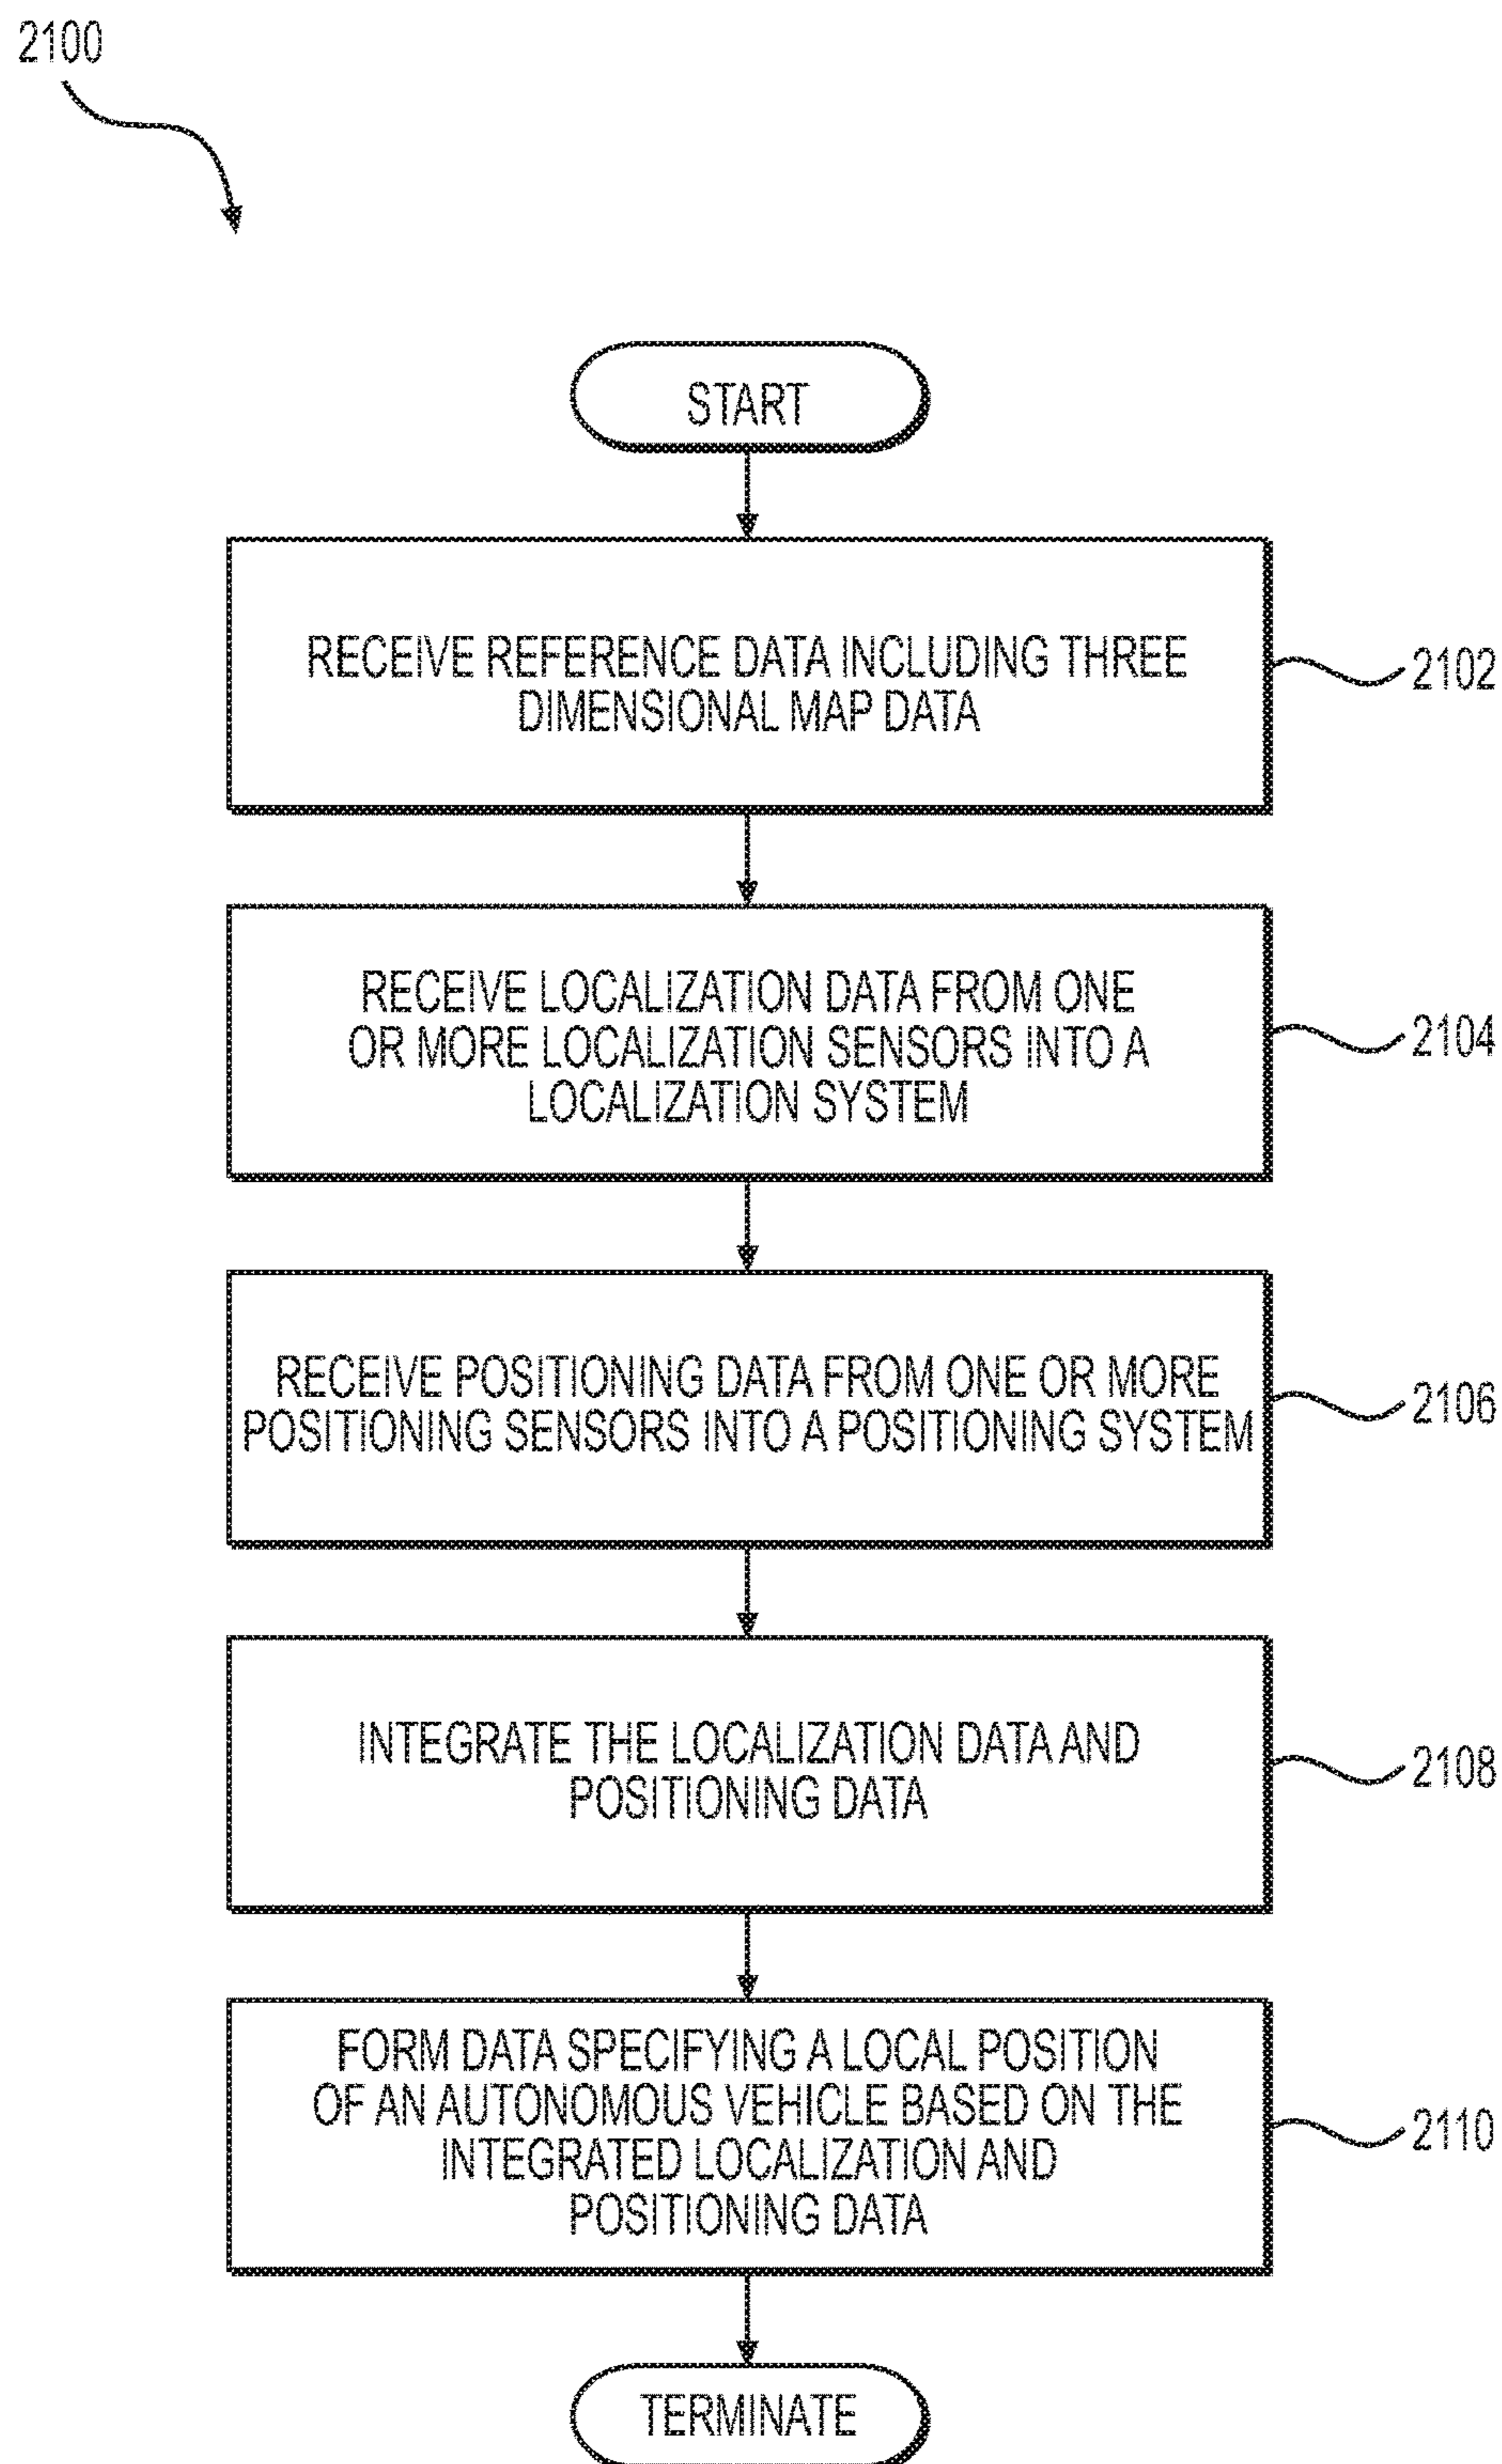 2100
START
RECEIVE REFERENCE DATA INCLUDING THREE
DIMENSIONAL MAP DATA
2102
RECEIVE LOCALIZATION DATA FROM ONE
OR MORE LOCALIZATION SENSORS INTO A
LOCALIZATION SYSTEM
2104
RECEIVE POSITIONING DATA FROM ONE OR MORE
POSITIONING SENSORS INTO A POSITIONING SYSTEM
2106
INTEGRATE THE LOCALIZATION DATA AND
POSITIONING DATA
2108
FORM DATA SPECIFYING A LOCAL POSITION
OF AN AUTONOMOUS VEHICLE BASED ON THE
INTEGRATED LOCALIZATION AND
POSITIONING DATA
2110
TERMINATE